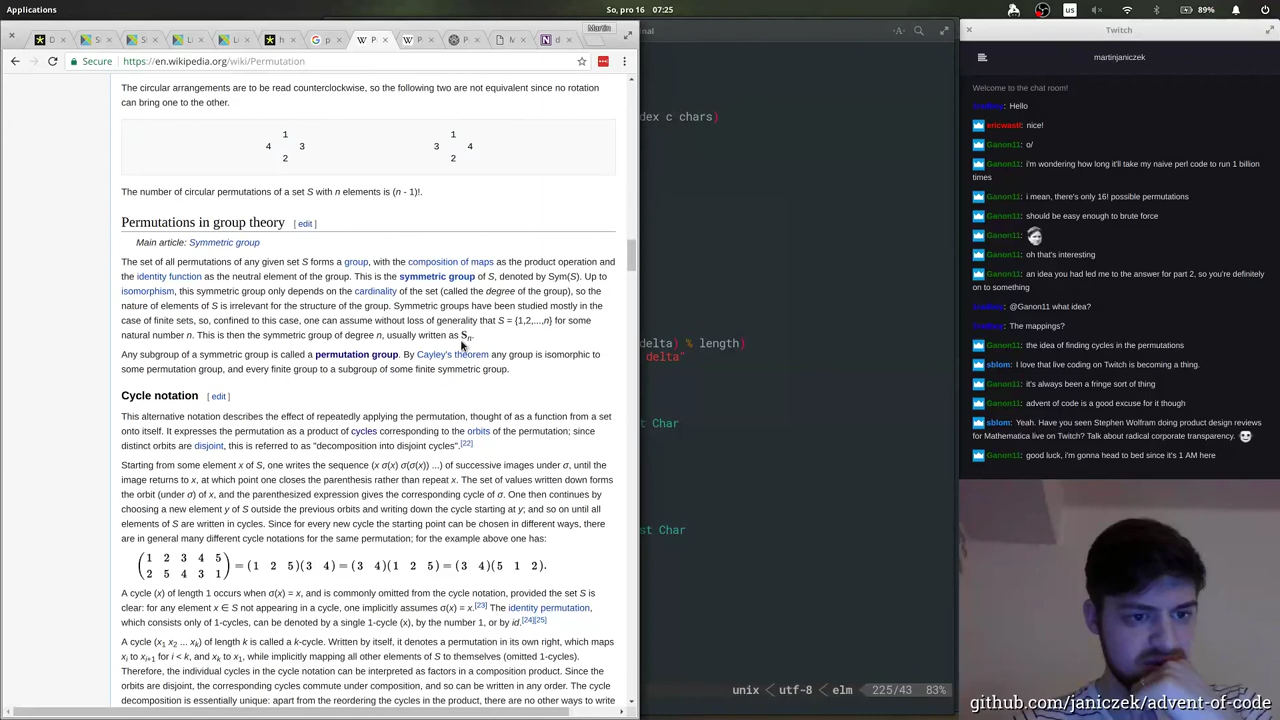 Applications
So, pro 16 07:25
us
89%
Martin
nal
-A-
Twitch
Secure
https://en.wikipedia.org/wiki/Permutation
martinjaniczek
The circular arrangements are to be read counterclockwise, so the following two are not equivalent since no rotation
can bring one to the other.
1 1
4 3 3 4
2 2
The number of circular permutations of a set S with n elements is (n - 1)!.
Permutations in group theory [ edit ]
Main article: Symmetric group
The set of all permutations of any given set S forms a group, with the composition of maps as the product operation and
the identity function as the neutral element of the group. This is the symmetric group of S, denoted by Sym(S). Up to
isomorphism, this symmetric group only depends on the cardinality of the set (called the degree of the group), so the
nature of elements of S is irrelevant for the structure of the group. Symmetric groups have been studied mostly in the
case of finite sets, so, confined to this case, one can assume without loss of generality that S = {1,2,...,n} for some
natural number n. This is then the symmetric group of degree n, usually written as Sn.
Any subgroup of a symmetric group is called a permutation group. By Cayley's theorem any group is isomorphic to
some permutation group, and every finite group to a subgroup of some finite symmetric group.
Cycle notation [ edit ]
This alternative notation describes the effect of repeatedly applying the permutation, thought of as a function from a set
onto itself. It expresses the permutation as a product of cycles corresponding to the orbits of the permutation; since
distinct orbits are disjoint, this is referred to as "decomposition into disjoint cycles".[22]
Starting from some element x of S, one writes the sequence (x σ(x) σ(σ(x)) ...) of successive images under σ, until the
image returns to x, at which point one closes the parenthesis rather than repeat x. The set of values written down forms
the orbit (under σ) of x, and the parenthesized expression gives the corresponding cycle of σ. One then continues by
choosing a new element y of S outside the previous orbits and writing down the cycle starting at y; and so on until all
elements of S are written in cycles. Since for every new cycle the starting point can be chosen in different ways, there
are in general many different cycle notations for the same permutation; for the example above one has:
(1 2 3 4 5
2 5 4 3 1) = (1 2 5)(3 4) = (3 4)(1 2 5) = (3 4)(5 1 2).
A cycle (x) of length 1 occurs when σ(x) = x, and is commonly omitted from the cycle notation, provided the set S is
clear: for any element x ∈ S not appearing in a cycle, one implicitly assumes σ(x) = x.[23] The identity permutation,
which consists only of 1-cycles, can be denoted by a single 1-cycle (x), by the number 1, or by id.[24][25]
A cycle (x1 x2 ... xk) of length k is called a k-cycle. Written by itself, it denotes a permutation in its own right, which maps
xi to xi+1 for i < k, and xk to x1, while implicitly mapping all other elements of S to themselves (omitted 1-cycles).
Therefore, the individual cycles in the cycle notation can be interpreted as factors in a composition product. Since the
orbits are disjoint, the corresponding cycles commute under composition, and so can be written in any order. The cycle
decomposition is essentially unique: apart from the reordering the cycles in the product, there are no other ways to write
dex c chars)
delta) % length)
delta"
t Char
st Char
unix utf-8 elm 225/43 83%
Welcome to the chat room!
: Hello
ericwastl: nice!
Ganon11: o/
Ganon11: i'm wondering how long it'll take my naive perl code to run 1 billion
times
Ganon11: i mean, there's only 16! possible permutations
Ganon11: should be easy enough to brute force
Ganon11:
Ganon11: oh that's interesting
Ganon11: an idea you had led me to the answer for part 2, so you're definitely
on to something
: @Ganon11 what idea?
: The mappings?
Ganon11: the idea of finding cycles in the permutations
sblom: I love that live coding on Twitch is becoming a thing.
Ganon11: it's always been a fringe sort of thing
Ganon11: advent of code is a good excuse for it though
sblom: Yeah. Have you seen Stephen Wolfram doing product design reviews
for Mathematica live on Twitch? Talk about radical corporate transparency.
Ganon11: good luck, i'm gonna head to bed since it's 1 AM here
github.com/janiczek/advent-of-code